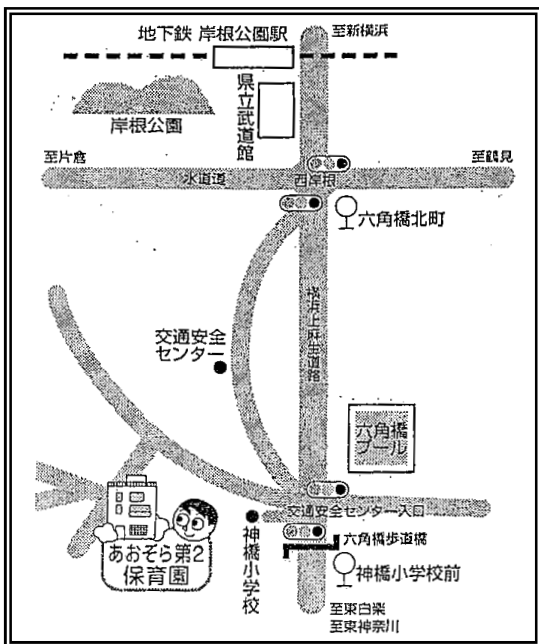 地下鉄 岸根公園駅
至新横浜
県立武道館
岸根公園
至片倉
至鶴見
水道道
西岸根
六角橋北町
横浜上麻生道路
交通安全
センター
六角橋
プール
交通安全センター入口
神橋小学校
六角橋歩道橋
あおぞら第2
保育園
神橋小学校前
至東白楽
至東神奈川